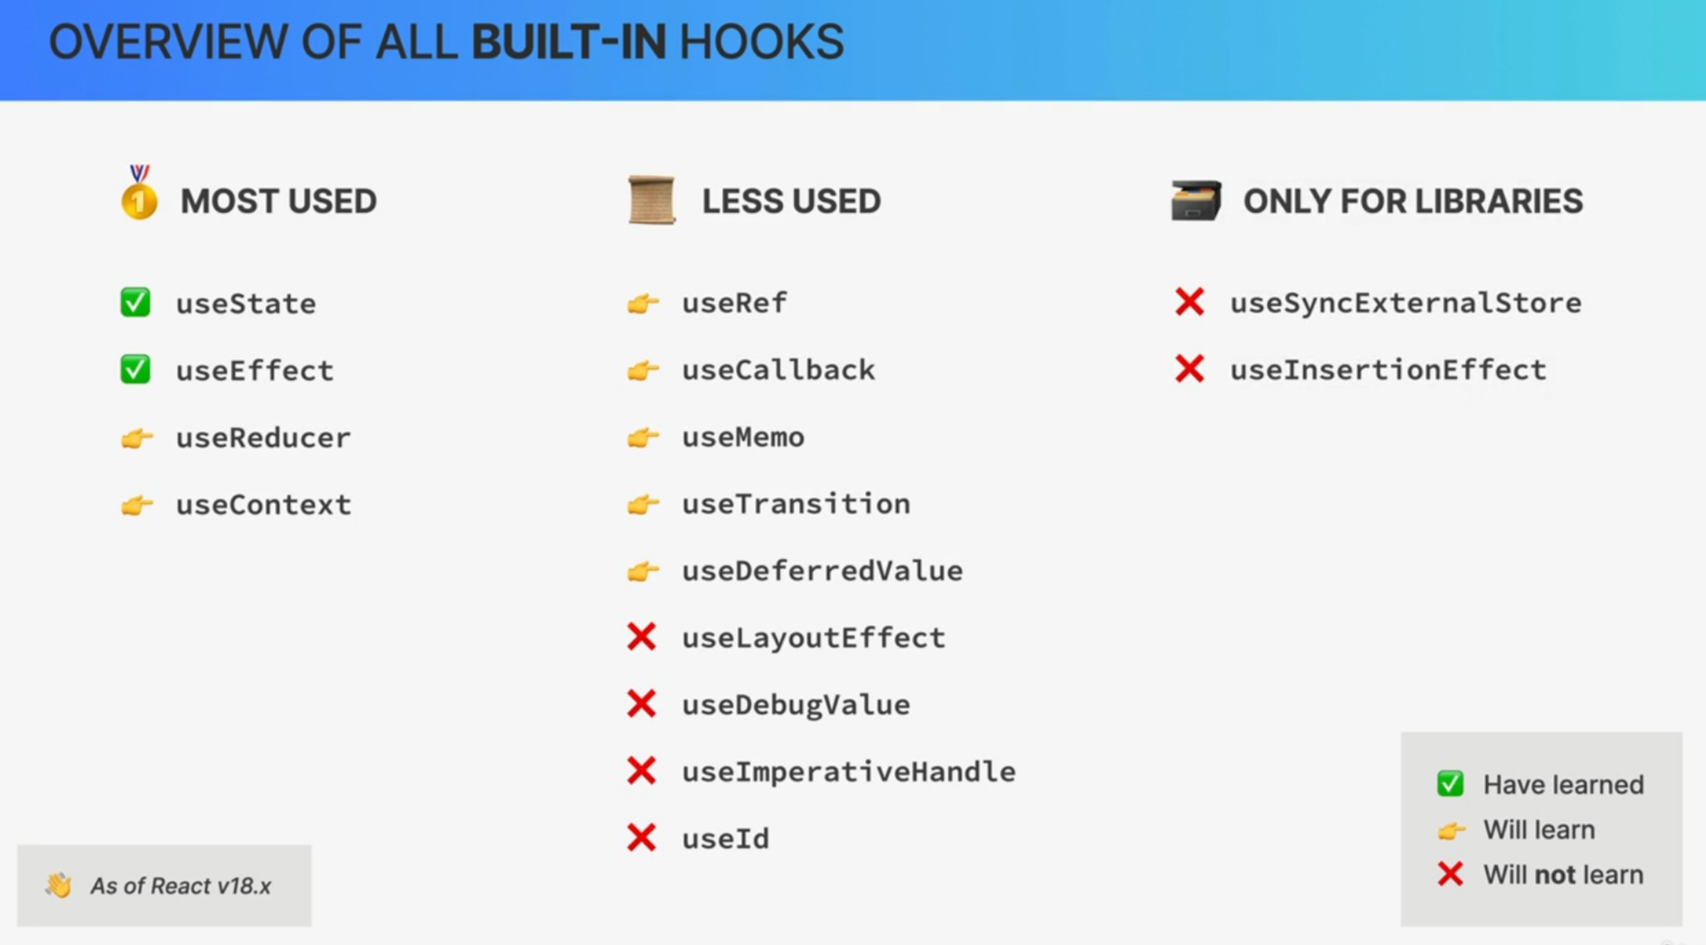 OVERVIEW OF ALL BUILT-IN HOOKS
MOST USED
useState
useEffect
useReducer
useContext
LESS USED
useRef
useCallback
useMemo
useTransition
useDeferredValue
useLayoutEffect
useDebugValue
useImperativeHandle
useId
ONLY FOR LIBRARIES
useSyncExternalStore
useInsertionEffect
As of React v18.x
Have learned
Will learn
Will not learn